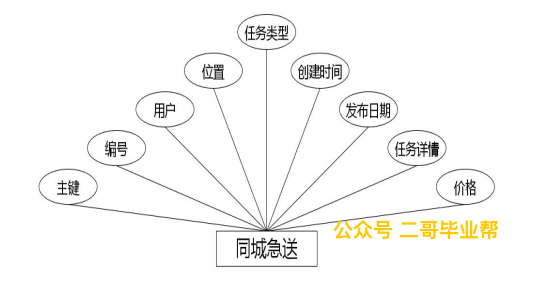 任务类型
位置
创建时间
用户
发布日期
编号
任务详情
主键
价格
公众号 二哥毕业帮
同城急送